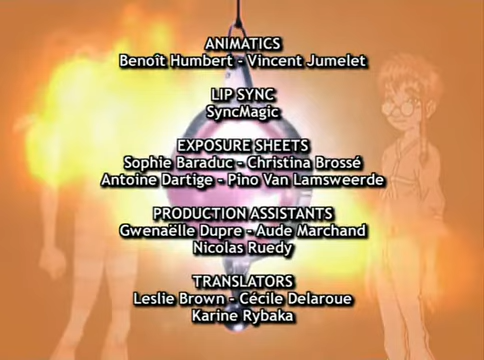 ANIMATICS
Benoît Humbert - Vincent Jumelet
LIP SYNC
SyncMagic
EXPOSURE SHEETS
Sophie Baraduc - Christina Brossé
Antoine Dartige - Pino Van Lamsweerde
PRODUCTION ASSISTANTS
Gwenaëlle Dupre - Aude Marchand
Nicolas Ruedy
TRANSLATORS
Leslie Brown - Cécile Delaroue
Karine Rybaka